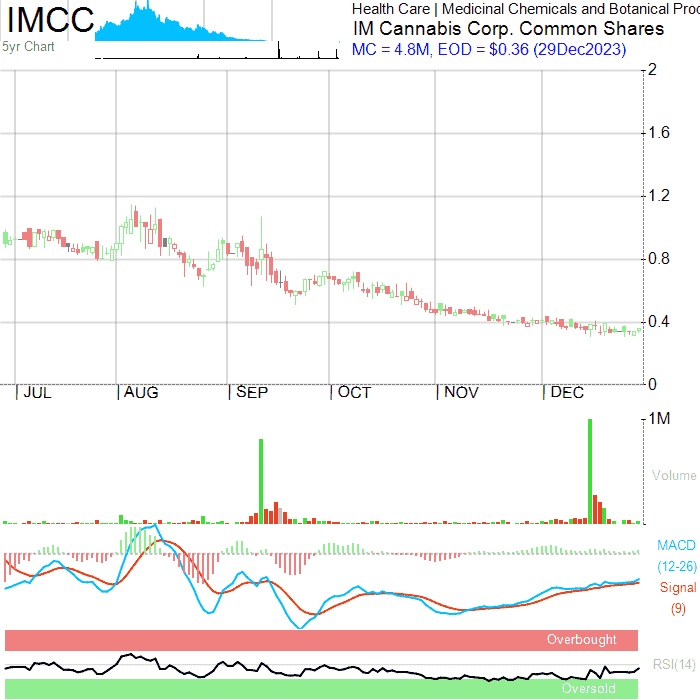 IMCC
5yr Chart
Health Care | Medicinal Chemicals and Botanical Proc
IM Cannabis Corp. Common Shares
MC = 4.8M, EOD = $0.36 (29Dec2023)
2
1.6
1.2
0.8
0.4
0
JUL AUG SEP OCT NOV DEC
1M
Volume
MACD
(12-26)
Signal
(9)
Overbought
RSI(14)
Oversold